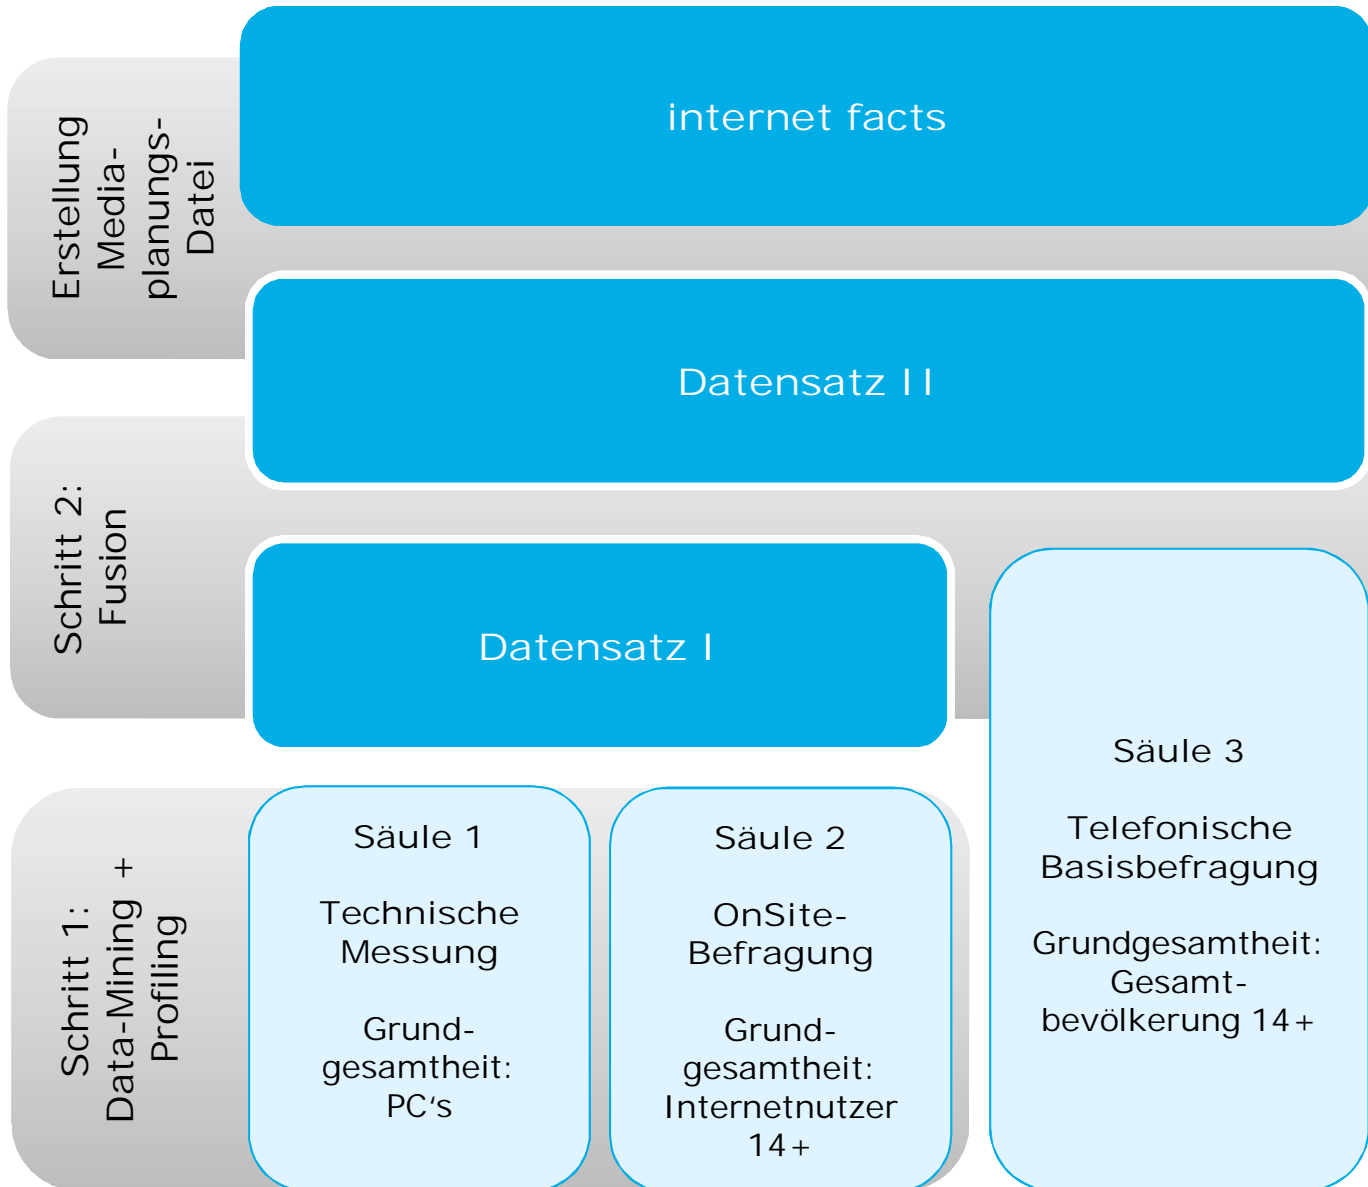 Erstellung
Media-
planungs-
Datei
internet facts
Datensatz II
Schritt 2:
Fusion
Datensatz I
Schritt 1:
Data-Mining +
Profiling
Säule 1
Technische
Messung
Grund-
gesamtheit:
PC‘s
Säule 2
OnSite-
Befragung
Grund-
gesamtheit:
Internetnutzer
14+
Säule 3
Telefonische
Basisbefragung
Grundgesamtheit:
Gesamt-
bevölkerung 14+